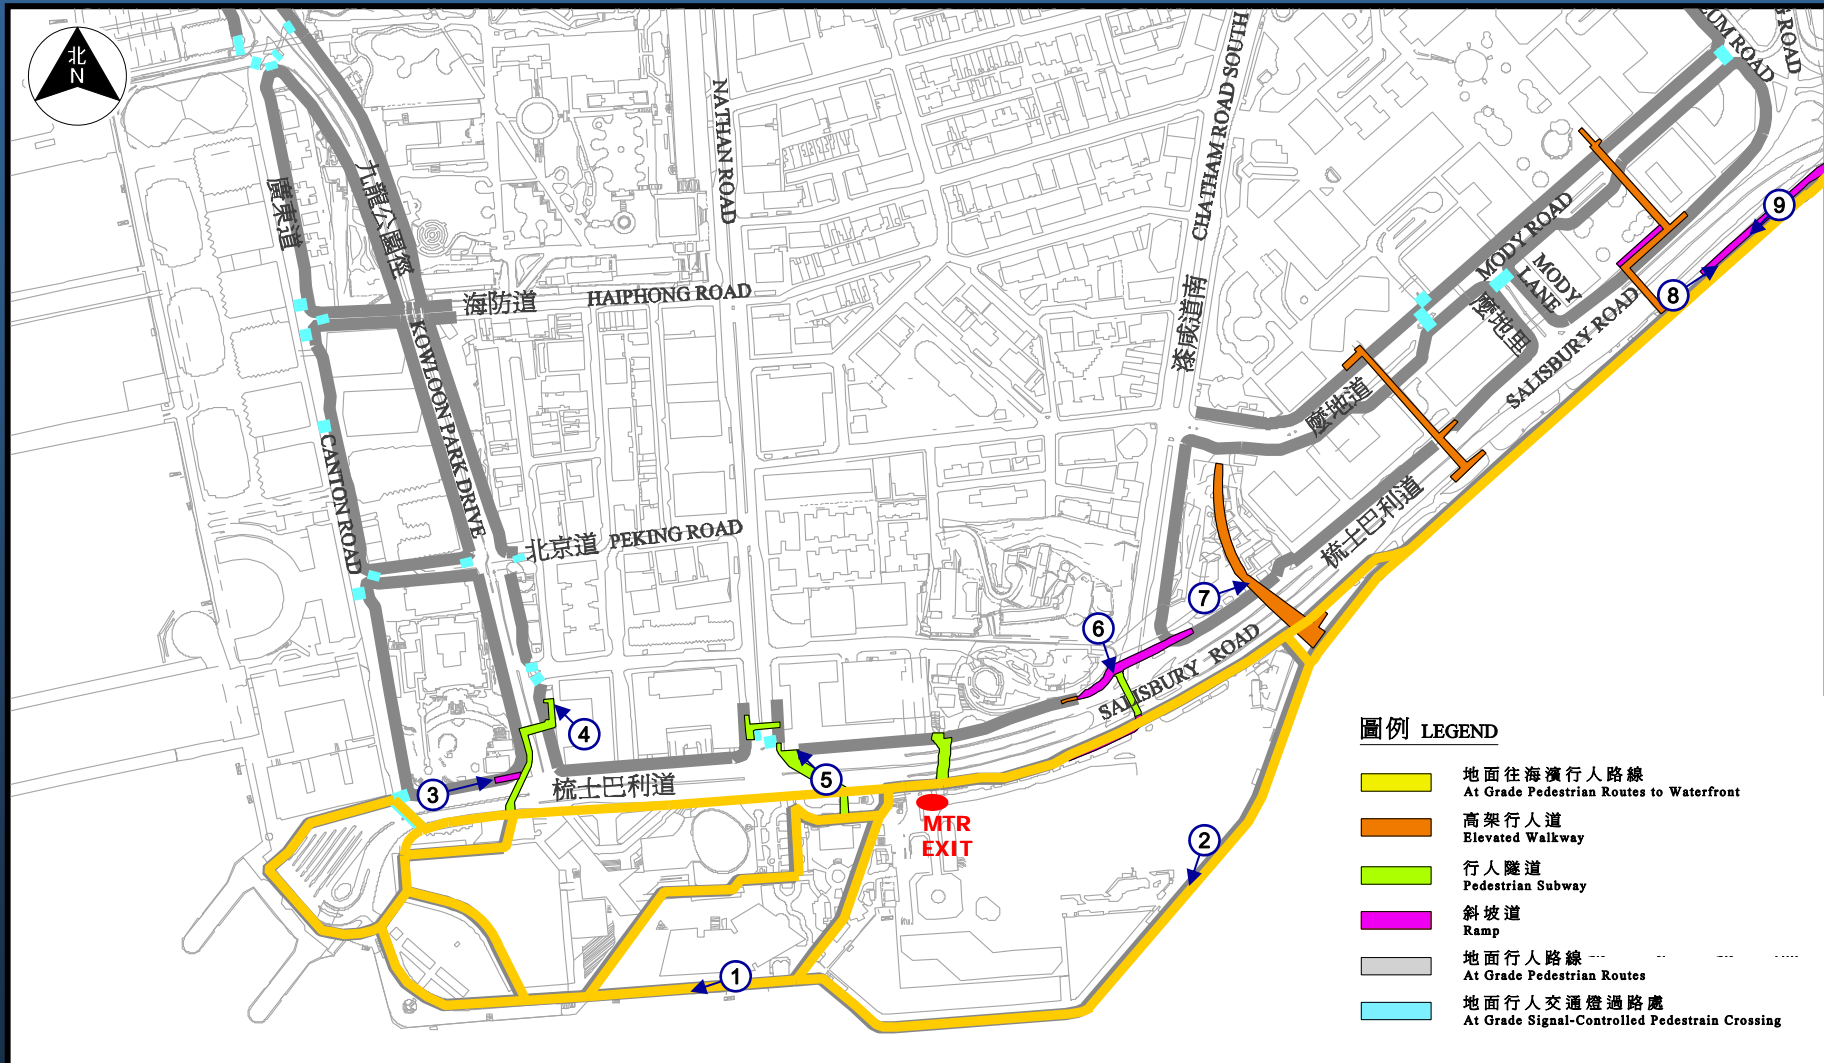 北
N
廣東道
九龍公園徑
NATHAN ROAD
CHATHAM ROAD SOUTH
UM ROAD
G ROAD
海防道 HAIPHONG ROAD
KOWLOON PARK DRIVE
CANTON ROAD
北京道 PEKING ROAD
漆咸道南
MODY ROAD
MODY
LANE
麼地里
麼地道
SALISBURY ROAD
梳士巴利道
SALISBURY ROAD
梳士巴利道
9
8
7
6
5
4
3
2
1
MTR
EXIT
圖例 LEGEND
地面往海濱行人路線
At Grade Pedestrian Routes to Waterfront
高架行人道
Elevated Walkway
行人隧道
Pedestrian Subway
斜坡道
Ramp
地面行人路線
At Grade Pedestrian Routes
地面行人交通燈過路處
At Grade Signal-Controlled Pedestrain Crossing